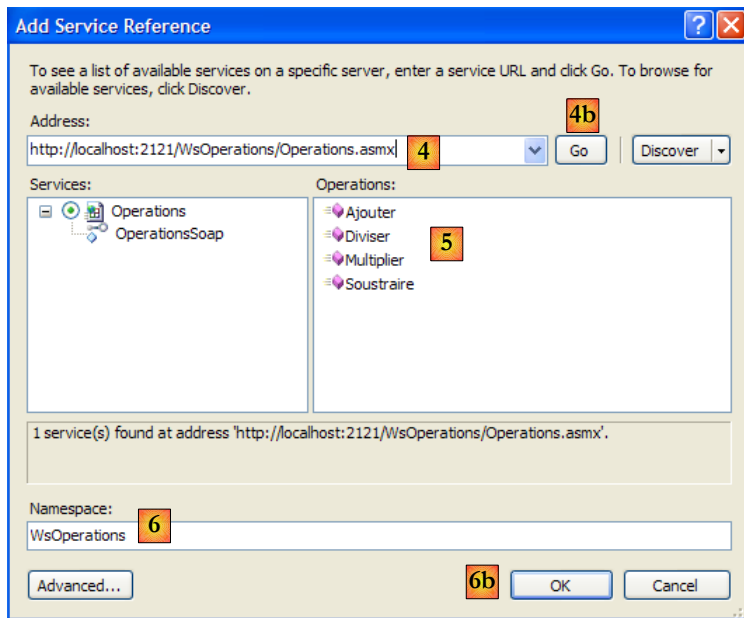 Add Service Reference
To see a list of available services on a specific server, enter a service URL and click Go. To browse for
available services, click Discover.
4b
Address:
http://localhost:2121/WsOperations/Operations.asmx 4 Go Discover
Services: Operations:
Operations Ajouter
OperationsSoap Diviser 5
Multiplier
Soustraire
1 service(s) found at address 'http://localhost:2121/WsOperations/Operations.asmx'.
Namespace:
WsOperations 6
Advanced... 6b OK Cancel